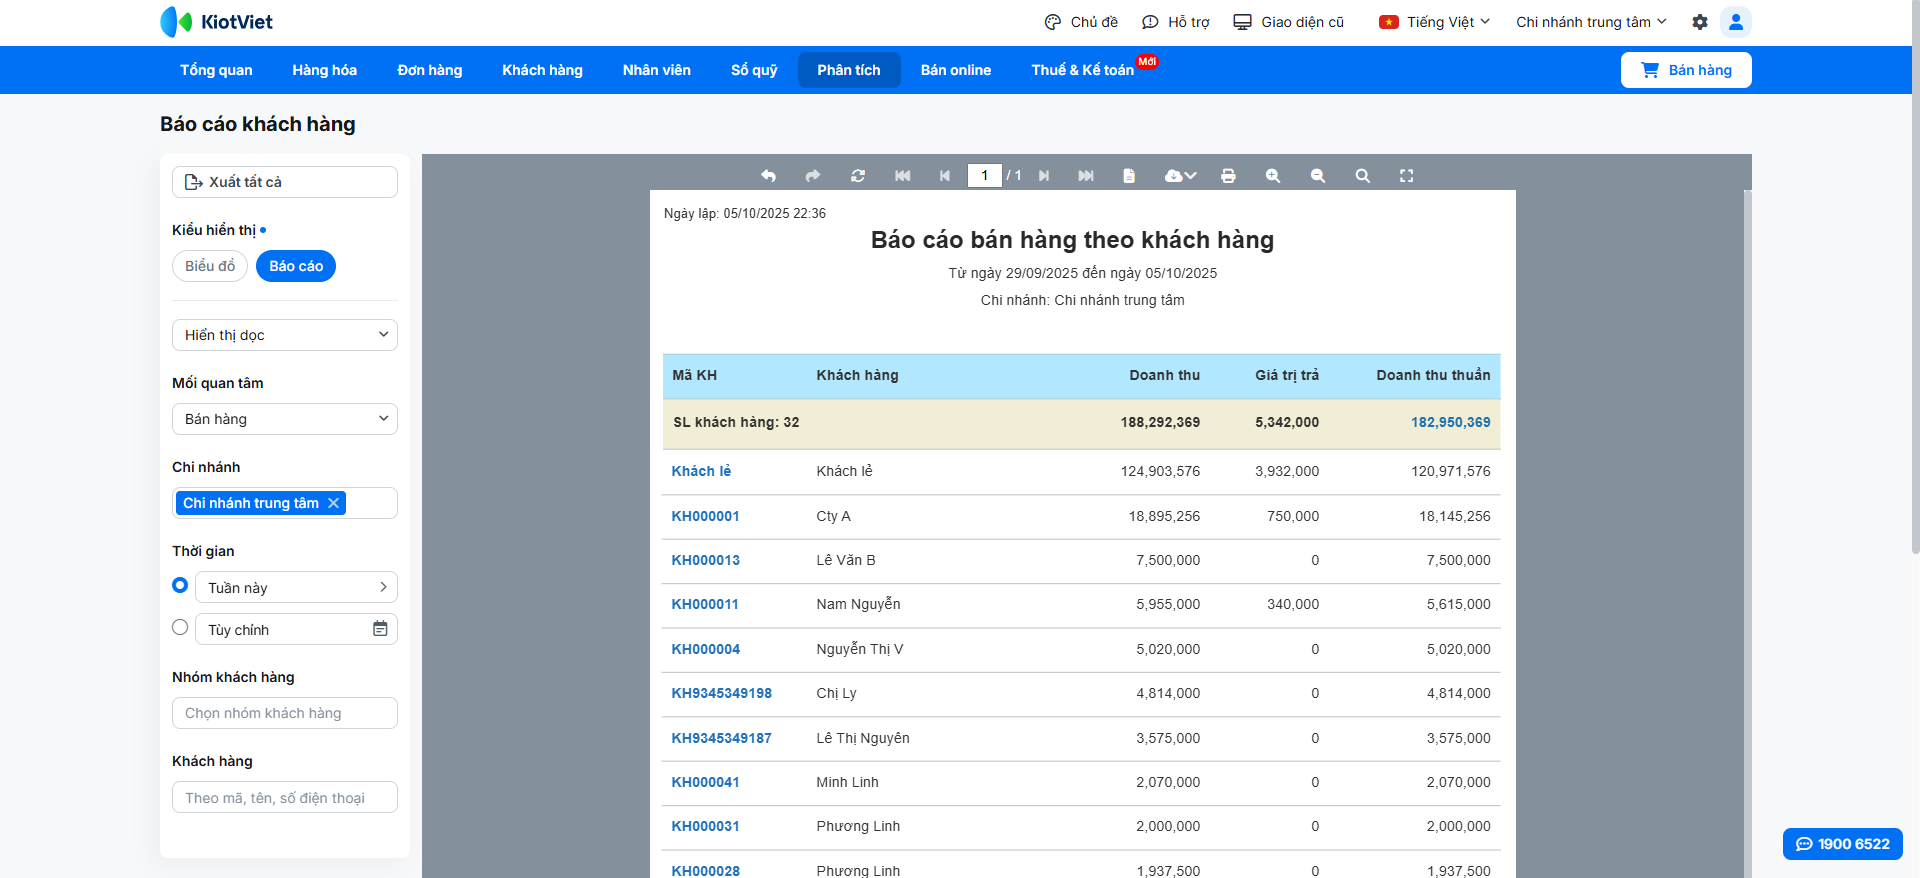 KiotViet
Chủ đề
Hỗ trợ
Giao diện cũ
Tiếng Việt
Chi nhánh trung tâm
Tổng quan
Hàng hóa
Đơn hàng
Khách hàng
Nhân viên
Sổ quỹ
Phân tích
Bán online
Thuế & Kế toán
Mới
Bán hàng
Báo cáo khách hàng
Xuất tất cả
Kiểu hiển thị
Biểu đồ
Báo cáo
Hiển thị dọc
Mối quan tâm
Bán hàng
Chi nhánh
Chi nhánh trung tâm
Thời gian
Tuần này
Tùy chỉnh
Nhóm khách hàng
Chọn nhóm khách hàng
Khách hàng
Theo mã, tên, số điện thoại
1 / 1
Ngày lập: 05/10/2025 22:36
Báo cáo bán hàng theo khách hàng
Từ ngày 29/09/2025 đến ngày 05/10/2025
Chi nhánh: Chi nhánh trung tâm
Mã KH Khách hàng Doanh thu Giá trị trả Doanh thu thuần
SL khách hàng: 32 188,292,369 5,342,000 182,950,369
Khách lẻ Khách lẻ 124,903,576 3,932,000 120,971,576
KH000001 Cty A 18,895,256 750,000 18,145,256
KH000013 Lê Văn B 7,500,000 0 7,500,000
KH000011 Nam Nguyễn 5,955,000 340,000 5,615,000
KH000004 Nguyễn Thị V 5,020,000 0 5,020,000
KH9345349198 Chị Ly 4,814,000 0 4,814,000
KH9345349187 Lê Thị Nguyên 3,575,000 0 3,575,000
KH000041 Minh Linh 2,070,000 0 2,070,000
KH000031 Phương Linh 2,000,000 0 2,000,000
KH000028 Phương Linh 1,937,500 0 1,937,500
1900 6522